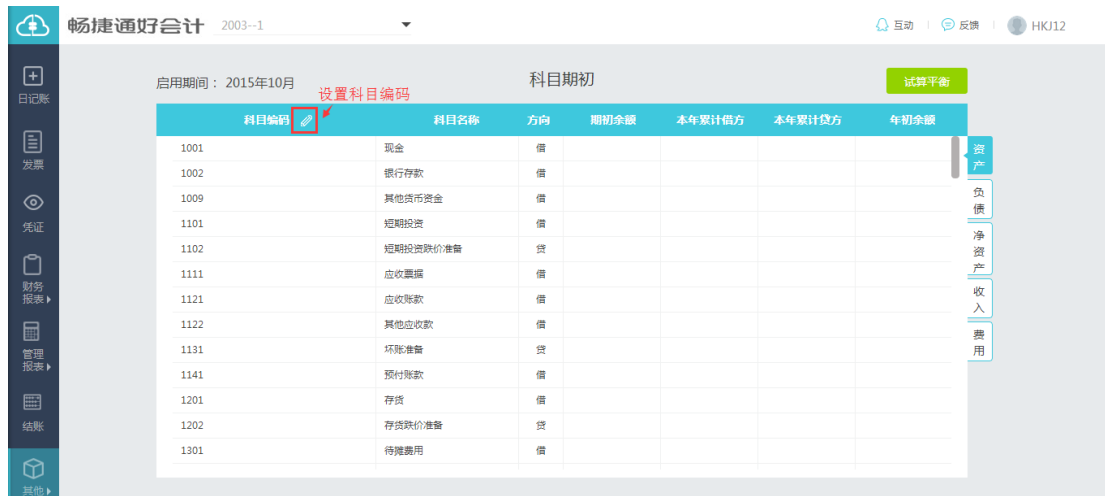 畅捷通好会计 2003--1 互动 反馈 HKJ12
日记账
发票
凭证
财务
报表
管理
报表
结账
其他
启用期间： 2015年10月 科目期初 试算平衡
设置科目编码
科目编码 科目名称 方向 期初余额 本年累计借方 本年累计贷方 年初余额
1001 现金 借
1002 银行存款 借
1009 其他货币资金 借
1101 短期投资 借
1102 短期投资跌价准备 贷
1111 应收票据 借
1121 应收账款 借
1122 其他应收款 借
1131 坏账准备 贷
1141 预付账款 借
1201 存货 借
1202 存货跌价准备 贷
1301 待摊费用 借
资产
负债
净资产
收入
费用